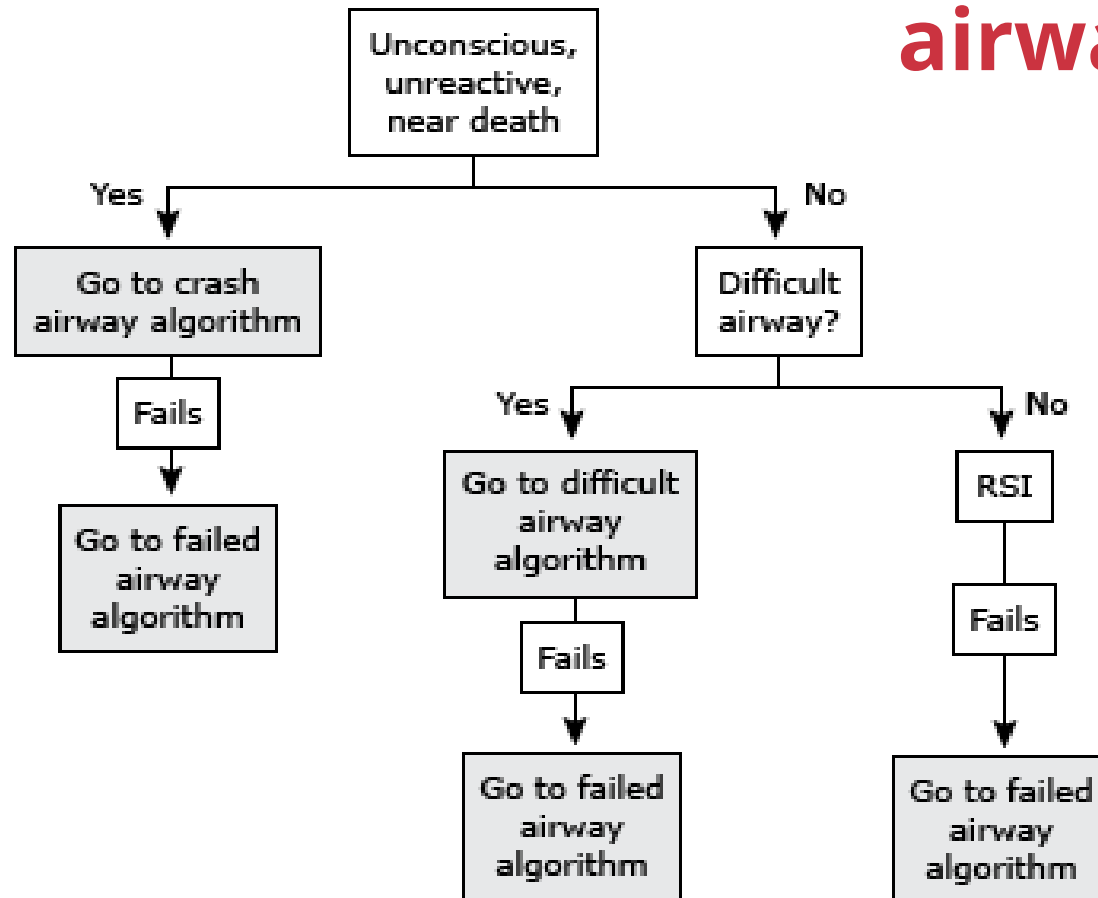 airwa
Unconscious,
unreactive,
near death
Yes
No
Go to crash
airway algorithm
Difficult
airway?
Fails
Yes
No
Go to failed
airway
algorithm
Go to difficult
airway
algorithm
RSI
Fails
Fails
Go to failed
airway
algorithm
Go to failed
airway
algorithm